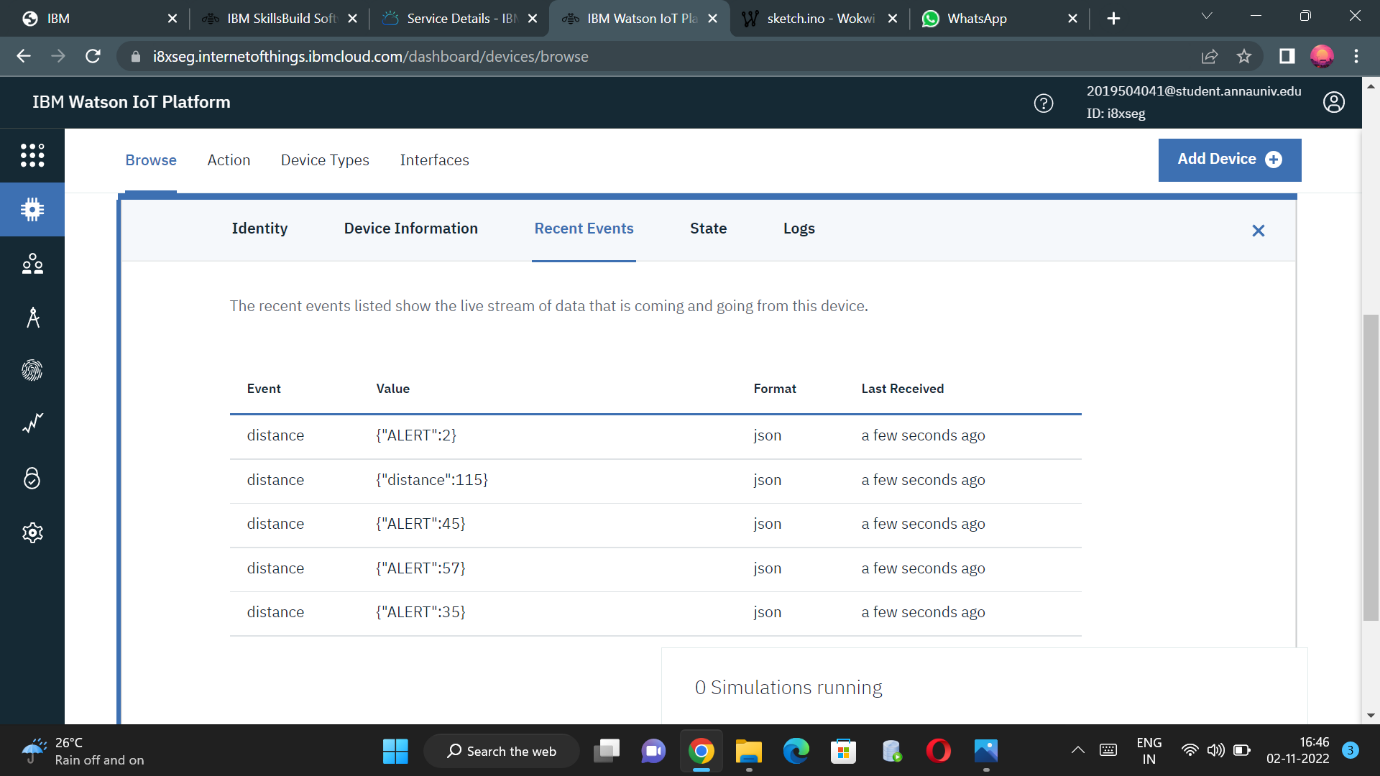 IBM
IBM SkillsBuild Soft
Service Details - IBM
IBM Watson IoT Pla
sketch.ino - Wokwi
WhatsApp
i8xseg.internetofthings.ibmcloud.com/dashboard/devices/browse
IBM Watson IoT Platform
2019504041@student.annauniv.edu
ID: i8xseg
Browse
Action
Device Types
Interfaces
Add Device
Identity
Device Information
Recent Events
State
Logs
The recent events listed show the live stream of data that is coming and going from this device.
Event Value Format Last Received
distance {"ALERT":2} json a few seconds ago
distance {"distance":115} json a few seconds ago
distance {"ALERT":45} json a few seconds ago
distance {"ALERT":57} json a few seconds ago
distance {"ALERT":35} json a few seconds ago
0 Simulations running
26°C
Rain off and on
Search the web
ENG
IN
16:46
02-11-2022
3